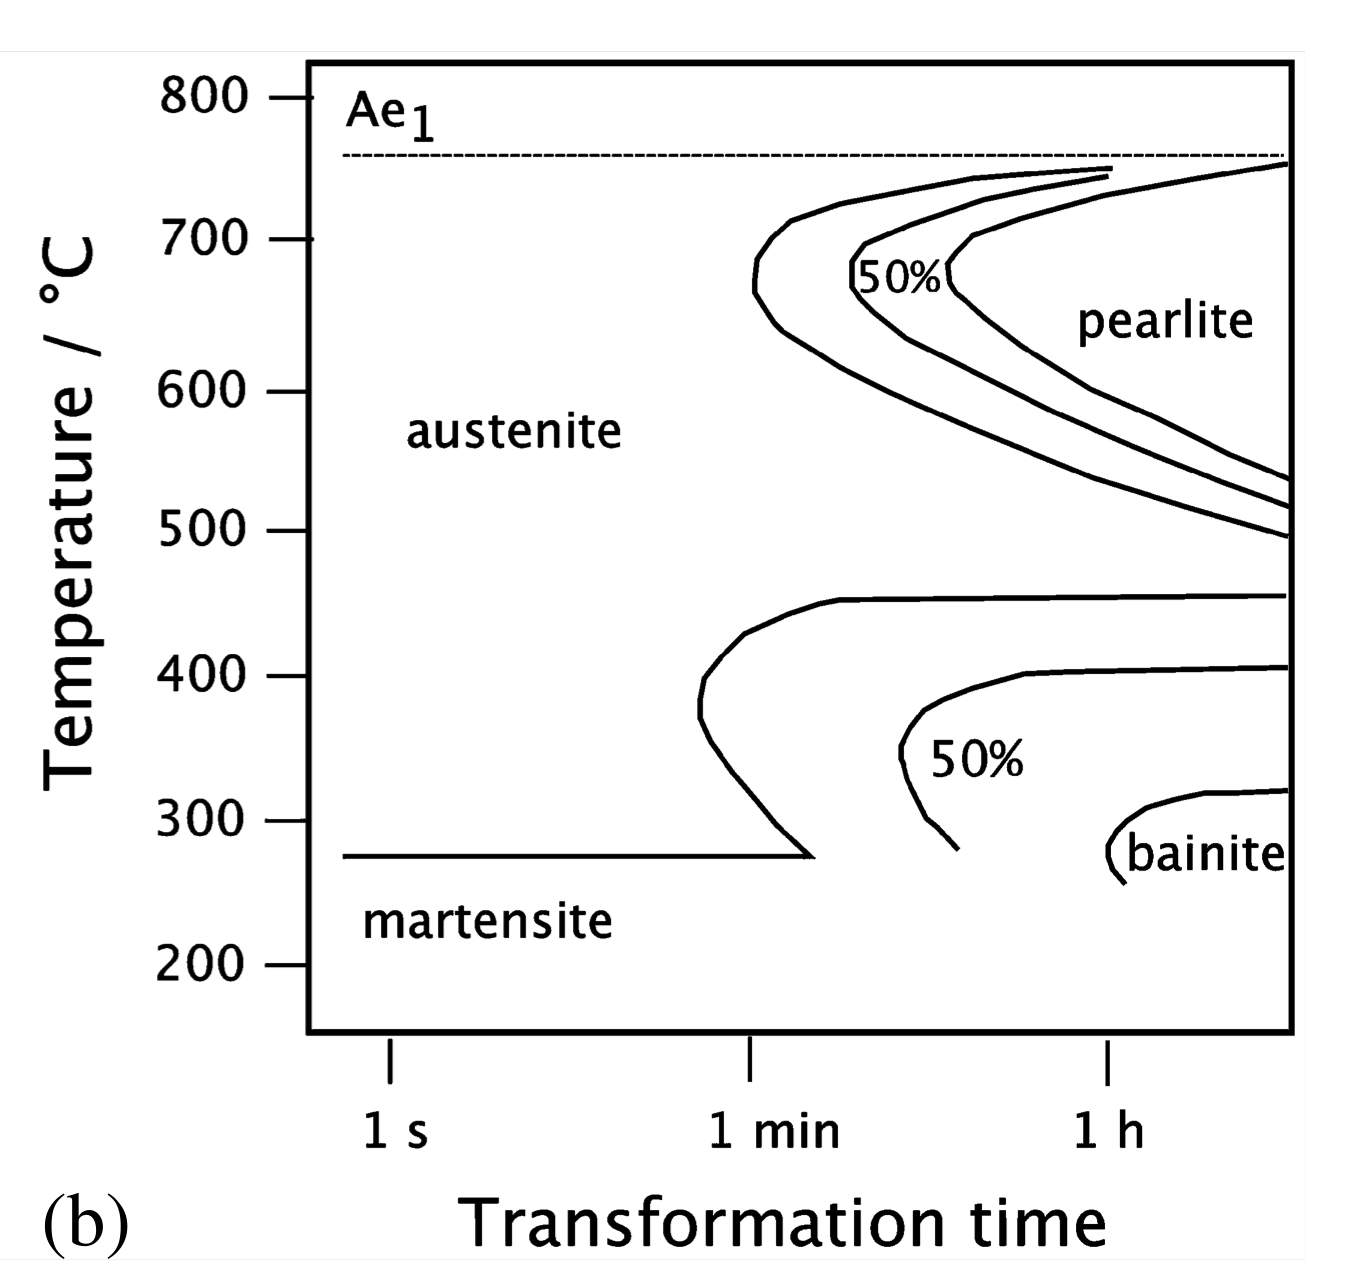 800
Ae1
700
50%
pearlite
600
austenite
500
400
50%
300
bainite
martensite
200
Temperature / °C
1 s
1 min
1 h
(b)
Transformation time